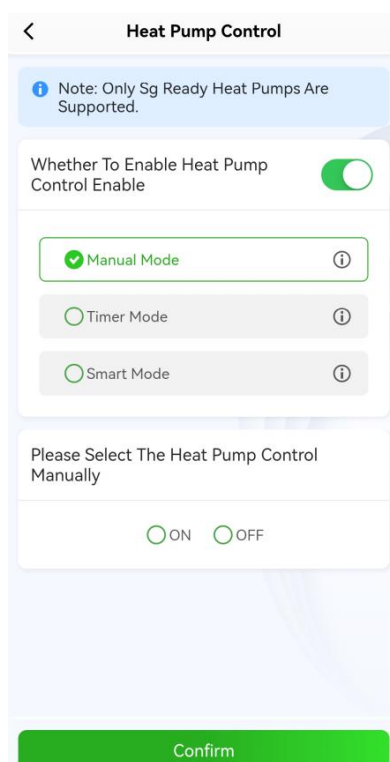 Heat Pump Control
Note: Only Sg Ready Heat Pumps Are
Supported.
Whether To Enable Heat Pump
Control Enable
Manual Mode
Timer Mode
Smart Mode
Please Select The Heat Pump Control
Manually
ON OFF
Confirm